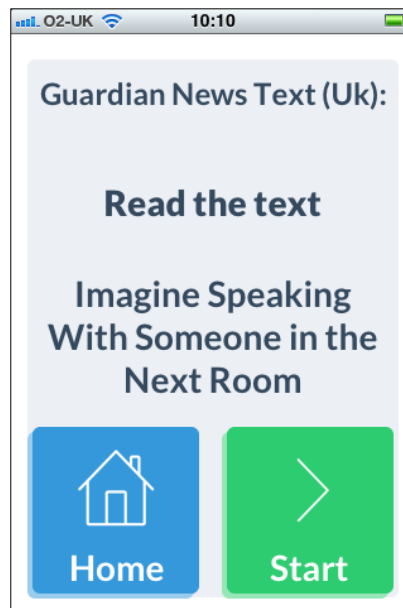 O2-UK 10:10
Guardian News Text (Uk):
Read the text
Imagine Speaking
With Someone in the
Next Room
Home Start